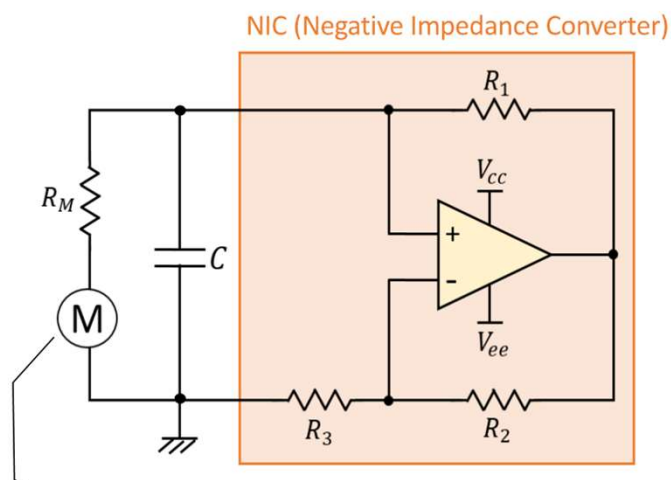 NIC (Negative Impedance Converter)
R1
Vcc
RM
+
C
-
M
Vee
R3
R2